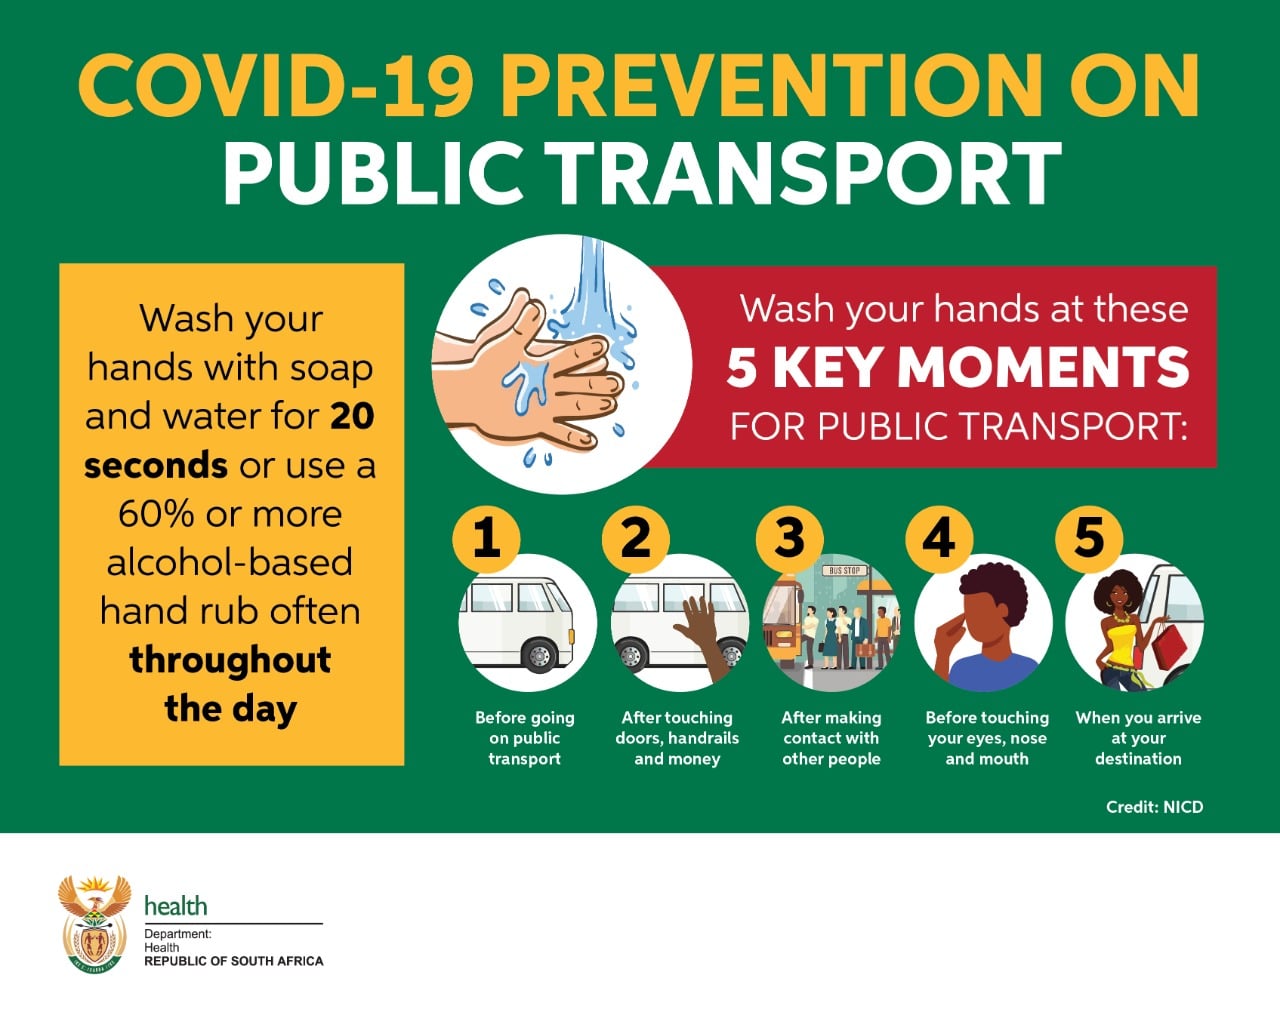 COVID-19 PREVENTION ON
PUBLIC TRANSPORT
Wash your
hands with soap
and water for 20
seconds or use a
60% or more
alcohol-based
hand rub often
throughout
the day
Wash your hands at these
5 KEY MOMENTS
FOR PUBLIC TRANSPORT:
1
Before going
on public
transport
2
After touching
doors, handrails
and money
3
BUS STOP
After making
contact with
other people
4
Before touching
your eyes, nose
and mouth
5
When you arrive
at your
destination
Credit: NICD
health
Department:
Health
REPUBLIC OF SOUTH AFRICA